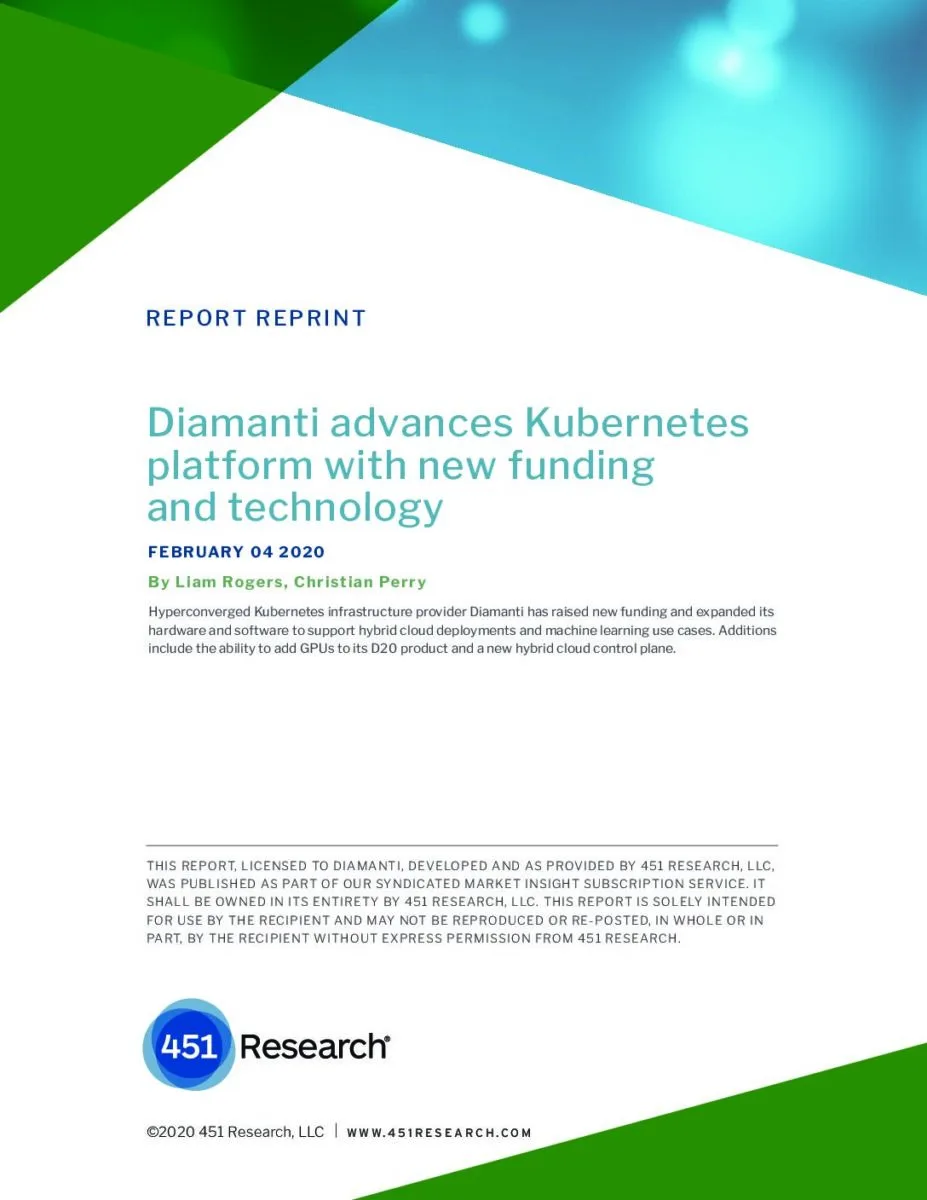 REPORT REPRINT
Diamanti advances Kubernetes
platform with new funding
and technology
FEBRUARY 04 2020
By Liam Rogers, Christian Perry
Hyperconverged Kubernetes infrastructure provider Diamanti has raised new funding and expanded its
hardware and software to support hybrid cloud deployments and machine learning use cases. Additions
include the ability to add GPUs to its D20 product and a new hybrid cloud control plane.
THIS REPORT, LICENSED TO DIAMANTI, DEVELOPED AND AS PROVIDED BY 451 RESEARCH, LLC,
WAS PUBLISHED AS PART OF OUR SYNDICATED MARKET INSIGHT SUBSCRIPTION SERVICE. IT
SHALL BE OWNED IN ITS ENTIRETY BY 451 RESEARCH, LLC. THIS REPORT IS SOLELY INTENDED
FOR USE BY THE RECIPIENT AND MAY NOT BE REPRODUCED OR RE-POSTED, IN WHOLE OR IN
PART, BY THE RECIPIENT WITHOUT EXPRESS PERMISSION FROM 451 RESEARCH.
451 Research®
©2020 451 Research, LLC | WWW.451RESEARCH.COM